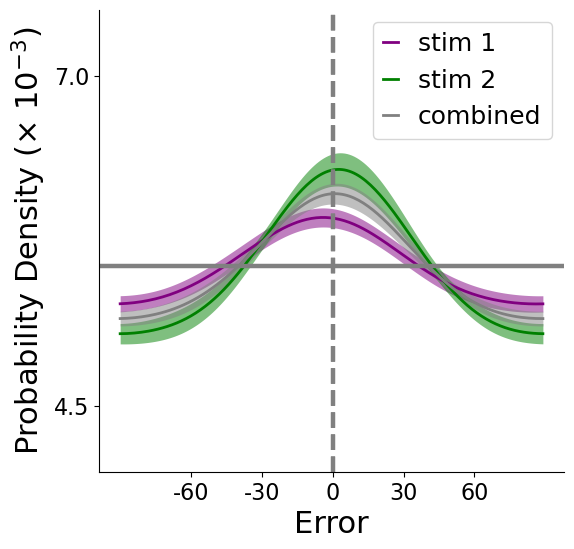 stim 1
stim 2
combined
Probability Density (× 10⁻³)
7.0
4.5
-60 -30 0 30 60
Error